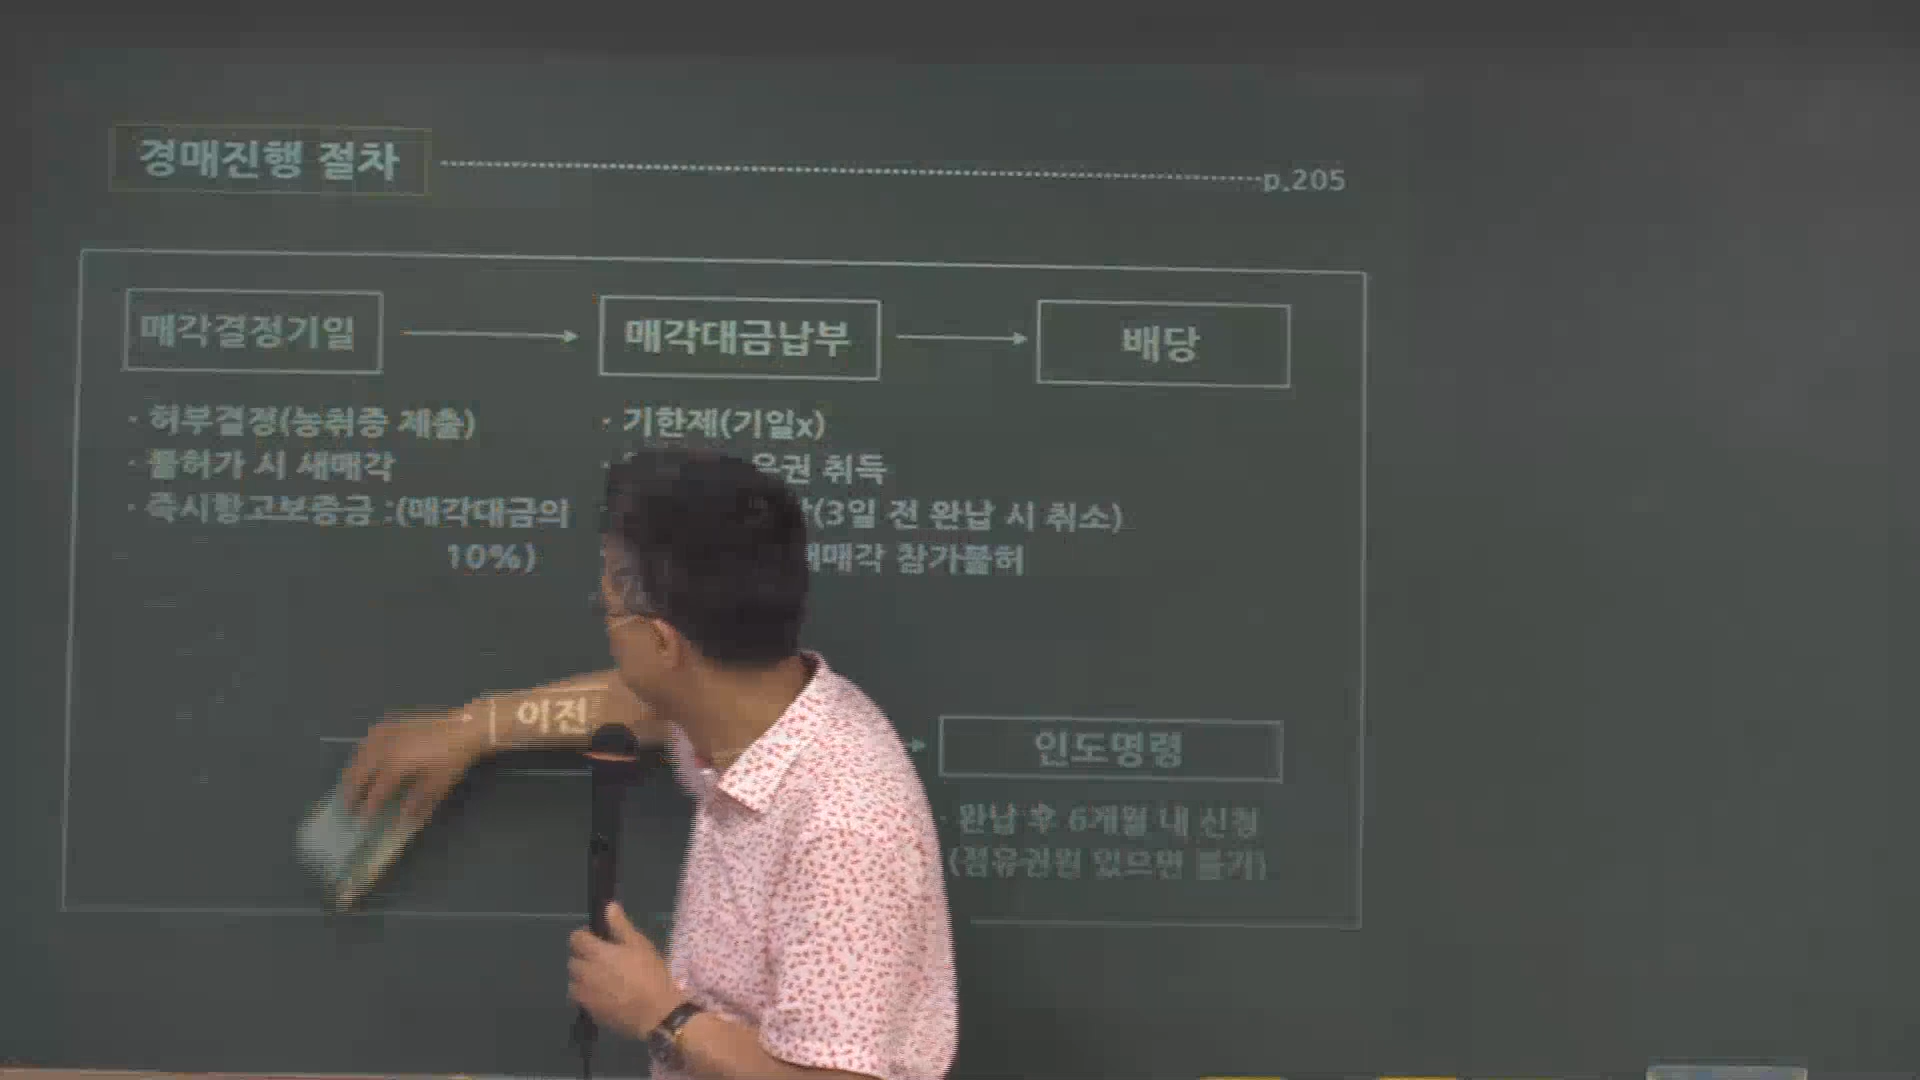 경매진행 절차 p.205
매각결정기일 → 매각대금납부 → 배당
· 허부결정(농취증 제출)
· 불허가 시 새매각
· 즉시항고보증금 :(매각대금의
10%)
· 기한제(기일x)
유권 취득
(3일 전 완납 시 취소)
재매각 참가불허
이전
인도명령
· 완납 후 6개월 내 신청
(점유권원 있으면 불가)